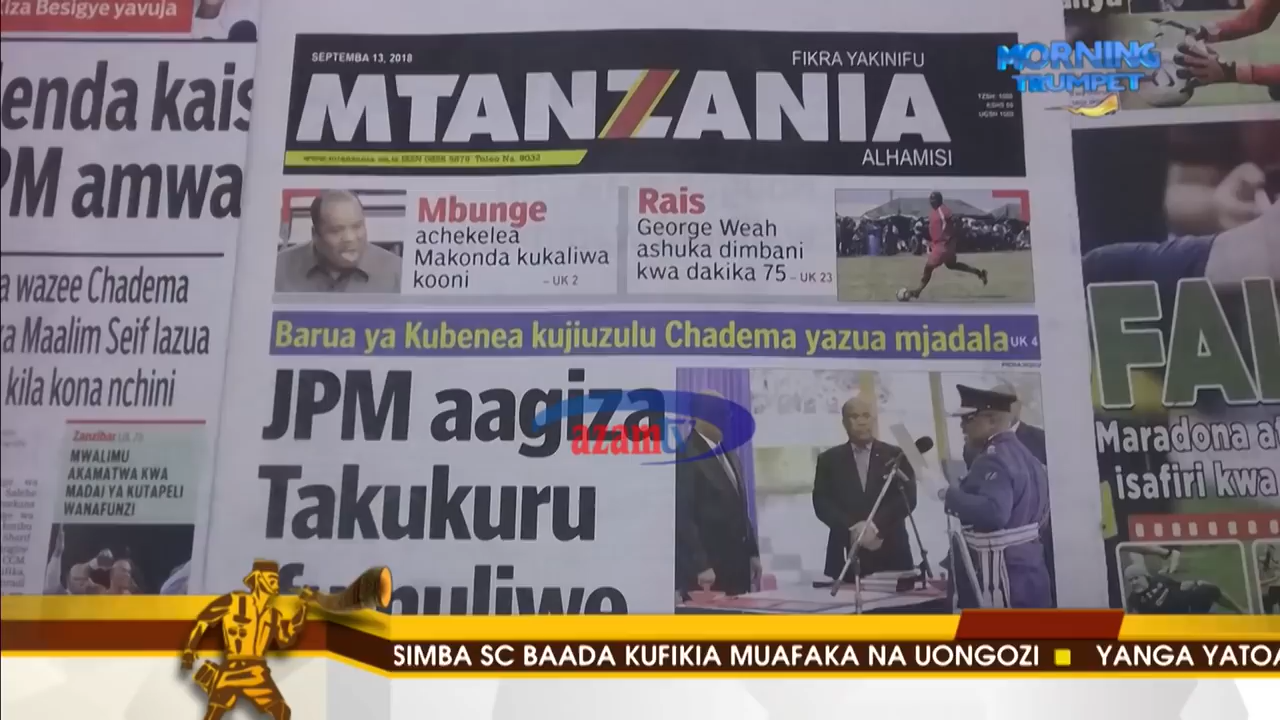 iza Besigye yavuja
enda kais
PM amwa
a wazee Chadema
a Maalim Seif lazua
kila kona nchini
Zanzibar UK
MWALIMU
AKAMATWA KWA
MADAI YA KUTAPELI
WANAFUNZI
SEPTEMBA 13, 2018
FIKRA YAKINIFU
MTANZANIA
ALHAMISI
Mbunge
achekelea
Makonda kukaliwa
kooni – UK 2
Rais
George Weah
ashuka dimbani
kwa dakika 75 – UK 23
Barua ya Kubenea kujiuzulu Chadema yazua mjadala UK 4
JPM aagiza
Takukuru
MORNING
TRUMPET
azamtv
FAI
Maradona a
isafiri kwa
SIMBA SC BAADA KUFIKIA MUAFAKA NA UONGOZI YANGA YATOA